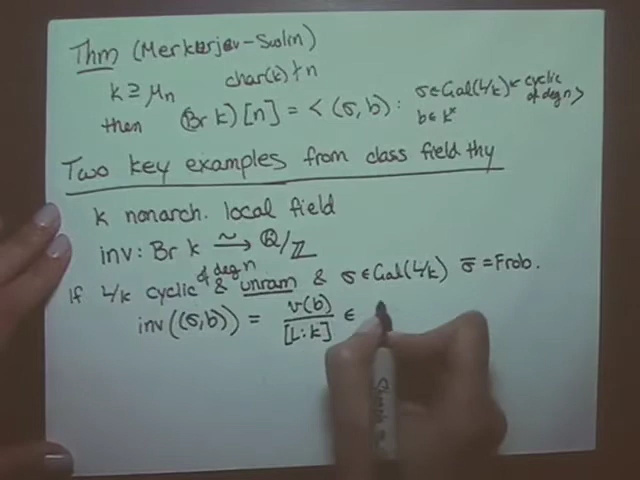 Thm (Merkurjev-Suslin)
k ⊇ μn char(k) ∤ n
then (Br k)[n] = < (σ, b) : σ ∈ Gal(L/k) ← cyclic of deg n >
b ∈ k^x
Two key examples from class field thy
k nonarch. local field
inv: Br k ~→ Q/Z
If L/k cyclic of deg n & unram & σ ∈ Gal(L/k) σ̄ = Frob.
inv((σ,b)) = v(b)/[L:k] ∈